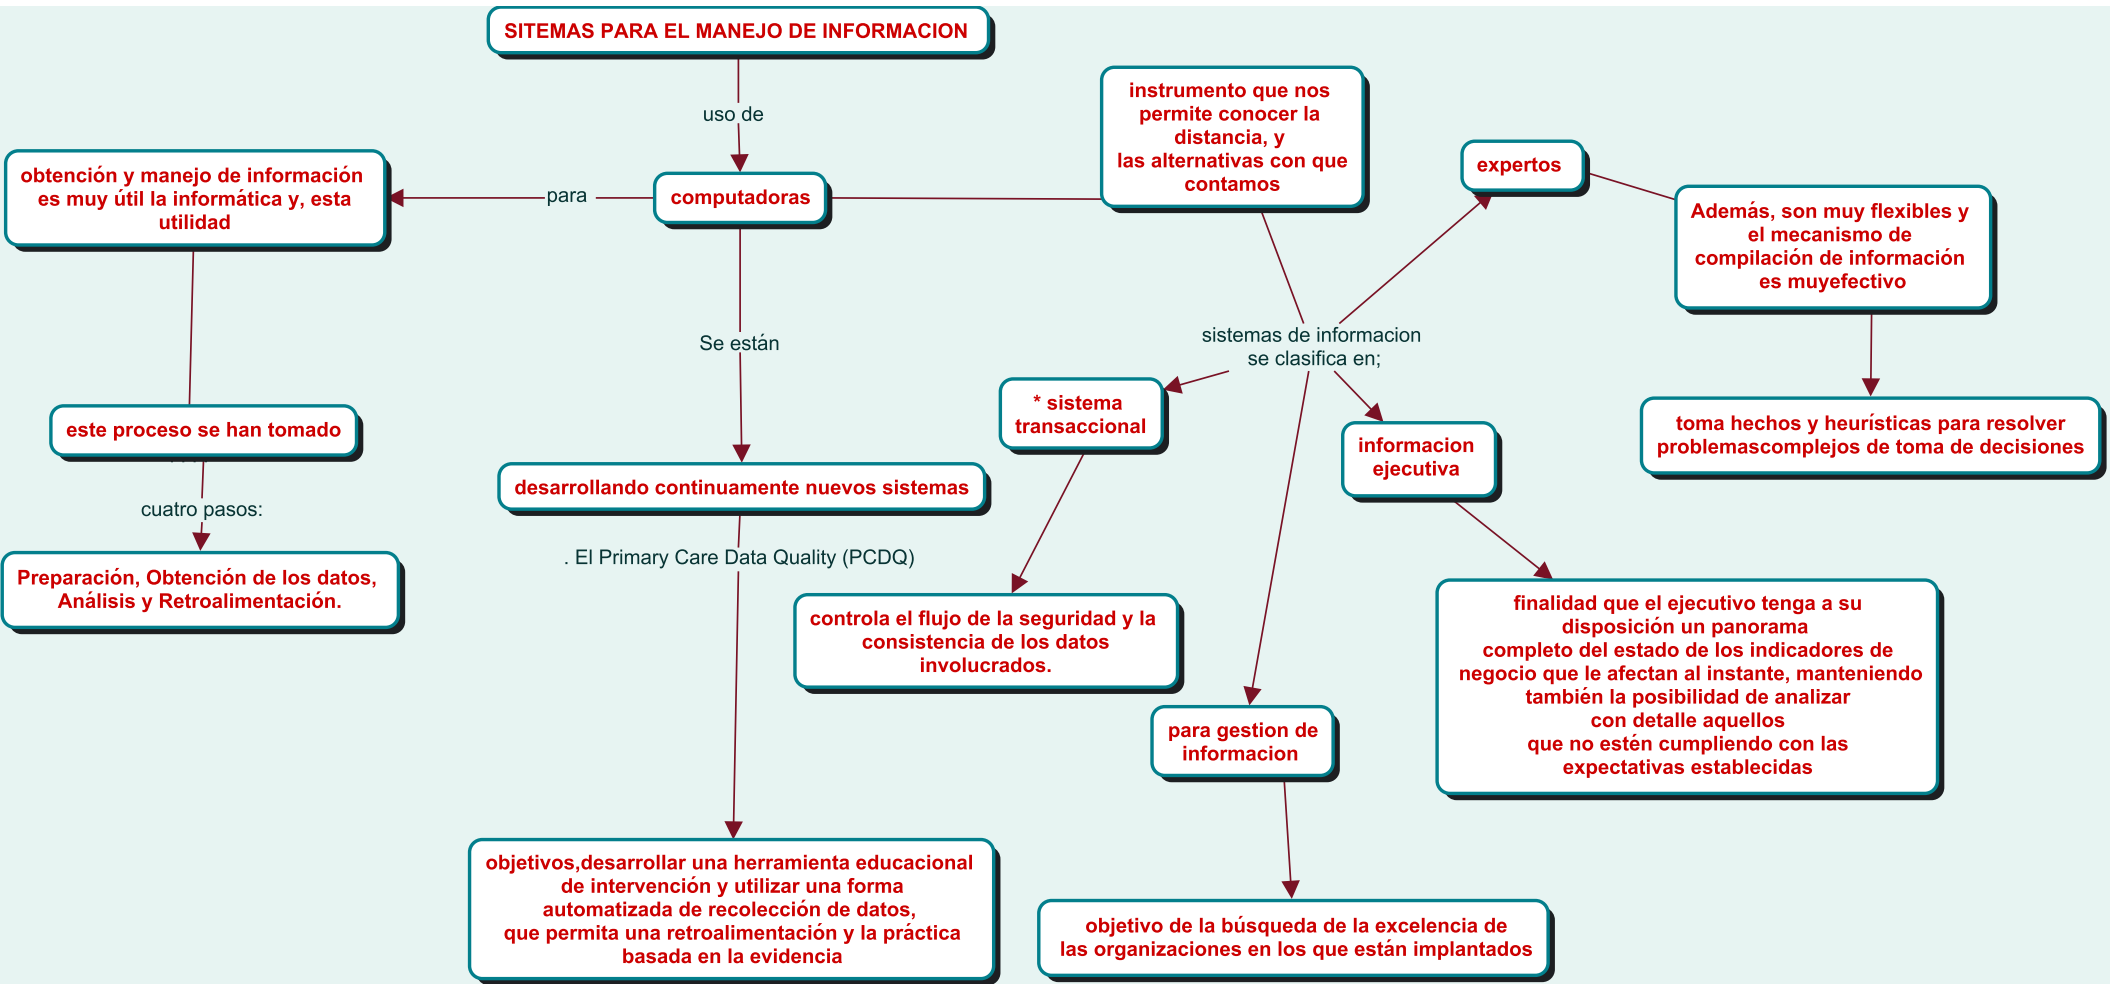 SITEMAS PARA EL MANEJO DE INFORMACION
uso de
instrumento que nos
permite conocer la
distancia, y
las alternativas con que
contamos
expertos
obtención y manejo de información
es muy útil la informática y, esta
utilidad
para
computadoras
Además, son muy flexibles y
el mecanismo de
compilación de información
es muyefectivo
Se están
sistemas de informacion
se clasifica en;
* sistema
transaccional
informacion
ejecutiva
toma hechos y heurísticas para resolver
problemascomplejos de toma de decisiones
este proceso se han tomado
desarrollando continuamente nuevos sistemas
cuatro pasos:
. El Primary Care Data Quality (PCDQ)
Preparación, Obtención de los datos,
Análisis y Retroalimentación.
controla el flujo de la seguridad y la
consistencia de los datos
involucrados.
finalidad que el ejecutivo tenga a su
disposición un panorama
completo del estado de los indicadores de
negocio que le afectan al instante, manteniendo
también la posibilidad de analizar
con detalle aquellos
que no estén cumpliendo con las
expectativas establecidas
para gestion de
informacion
objetivos,desarrollar una herramienta educacional
de intervención y utilizar una forma
automatizada de recolección de datos,
que permita una retroalimentación y la práctica
basada en la evidencia
objetivo de la búsqueda de la excelencia de
las organizaciones en los que están implantados